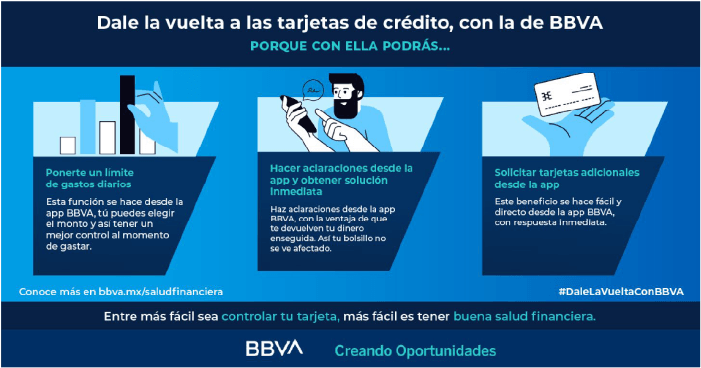 Dale la vuelta a las tarjetas de crédito, con la de BBVA
PORQUE CON ELLA PODRÁS...
Ponerte un límite
de gastos diarios
Esta función se hace desde la
app BBVA, tú puedes elegir
el monto y así tener un
mejor control al momento
de gastar.
Hacer aclaraciones desde la
app y obtener solución
inmediata
Haz aclaraciones desde la app
BBVA, con la ventaja de que
te devuelven tu dinero
enseguida. Así tu bolsillo no
se ve afectado.
Solicitar tarjetas adicionales
desde la app
Este beneficio se hace fácil y
directo desde la app BBVA,
con respuesta inmediata.
Conoce más en bbva.mx/saludfinanciera
#DaleLaVueltaConBBVA
Entre más fácil sea controlar tu tarjeta, más fácil es tener buena salud financiera.
BBVA Creando Oportunidades